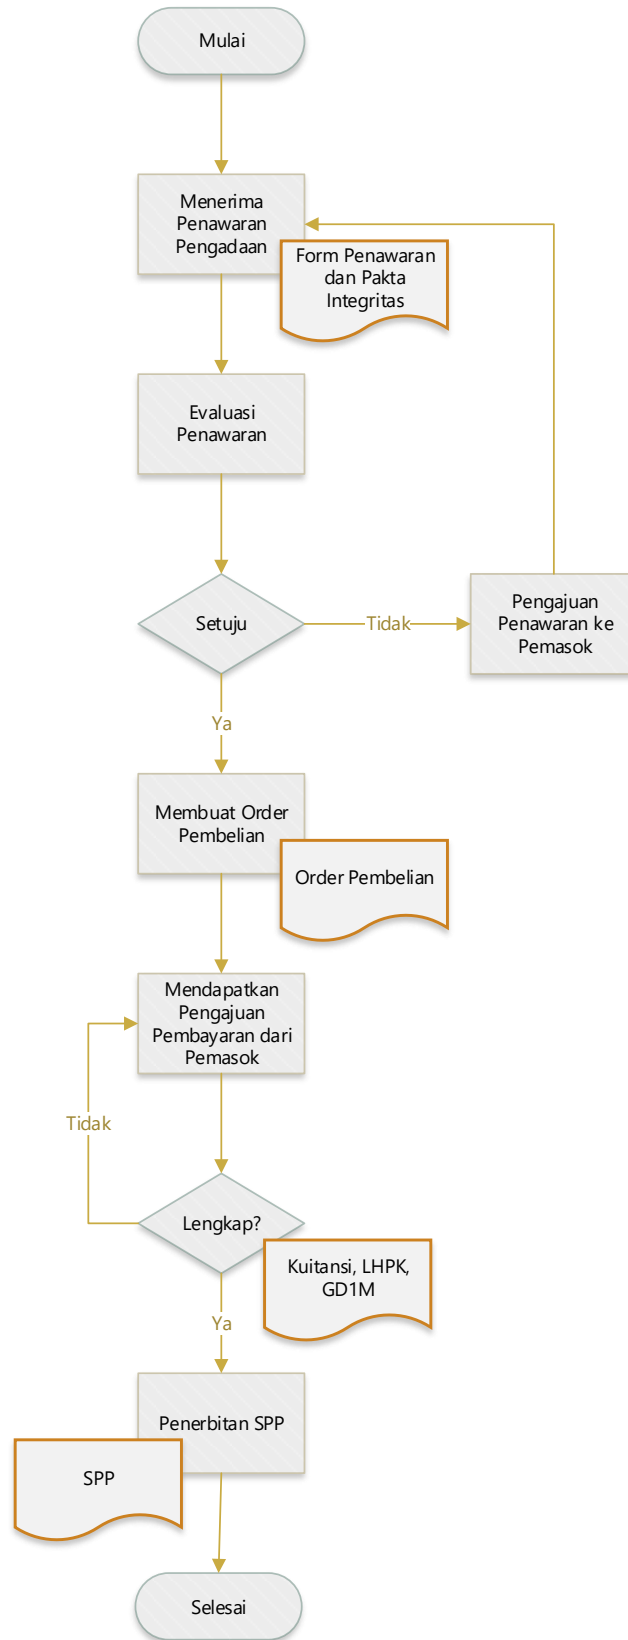 Mulai
Menerima
Penawaran
Pengadaan
Form Penawaran
dan Pakta
Integritas
Evaluasi
Penawaran
Setuju
Tidak
Pengajuan
Penawaran ke
Pemasok
Ya
Membuat Order
Pembelian
Order Pembelian
Mendapatkan
Pengajuan
Pembayaran dari
Pemasok
Tidak
Lengkap?
Kuitansi, LHPK,
GD1M
Ya
Penerbitan SPP
SPP
Selesai